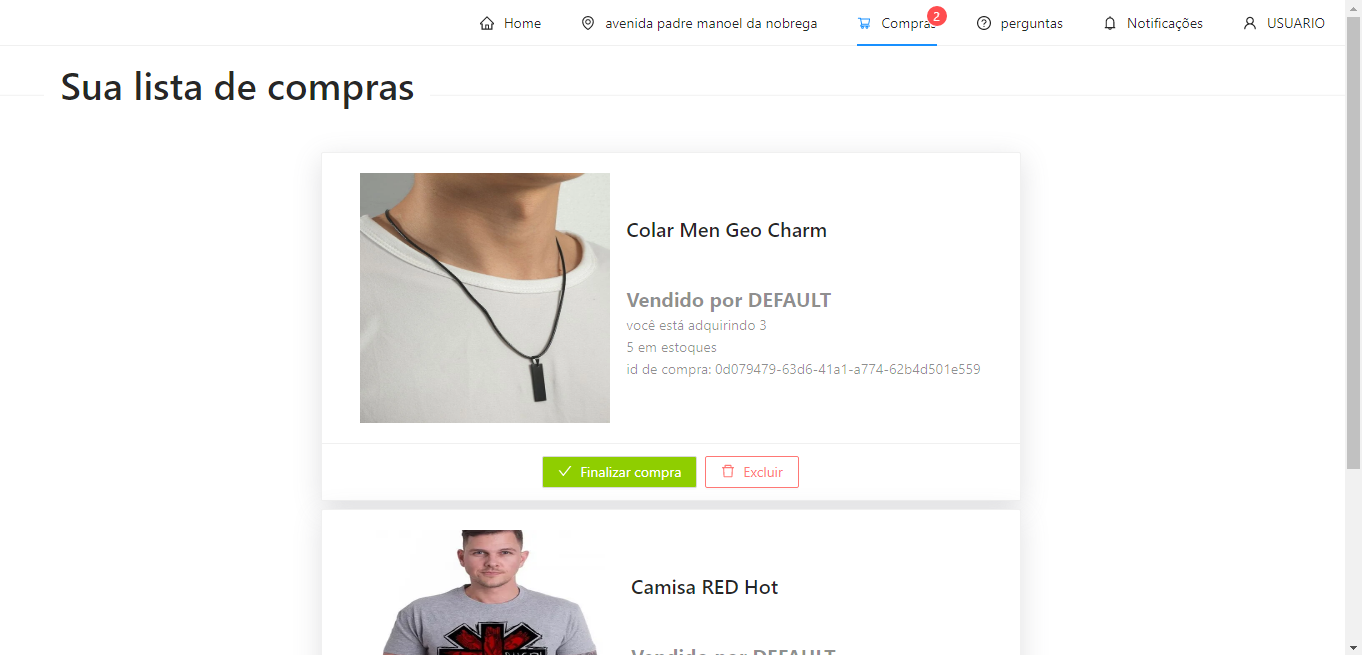 Home
avenida padre manoel da nobrega
Compras
2
perguntas
Notificações
USUARIO
Sua lista de compras
Colar Men Geo Charm
Vendido por DEFAULT
você está adquirindo 3
5 em estoques
id de compra: 0d079479-63d6-41a1-a774-62b4d501e559
Finalizar compra
Excluir
Camisa RED Hot
Vendido por DEFAULT